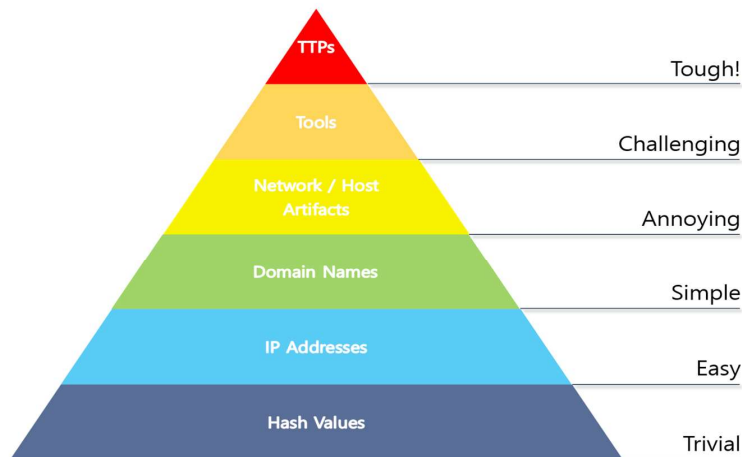 TTPs
Tough!
Tools
Challenging
Network / Host
Artifacts
Annoying
Domain Names
Simple
IP Addresses
Easy
Hash Values
Trivial